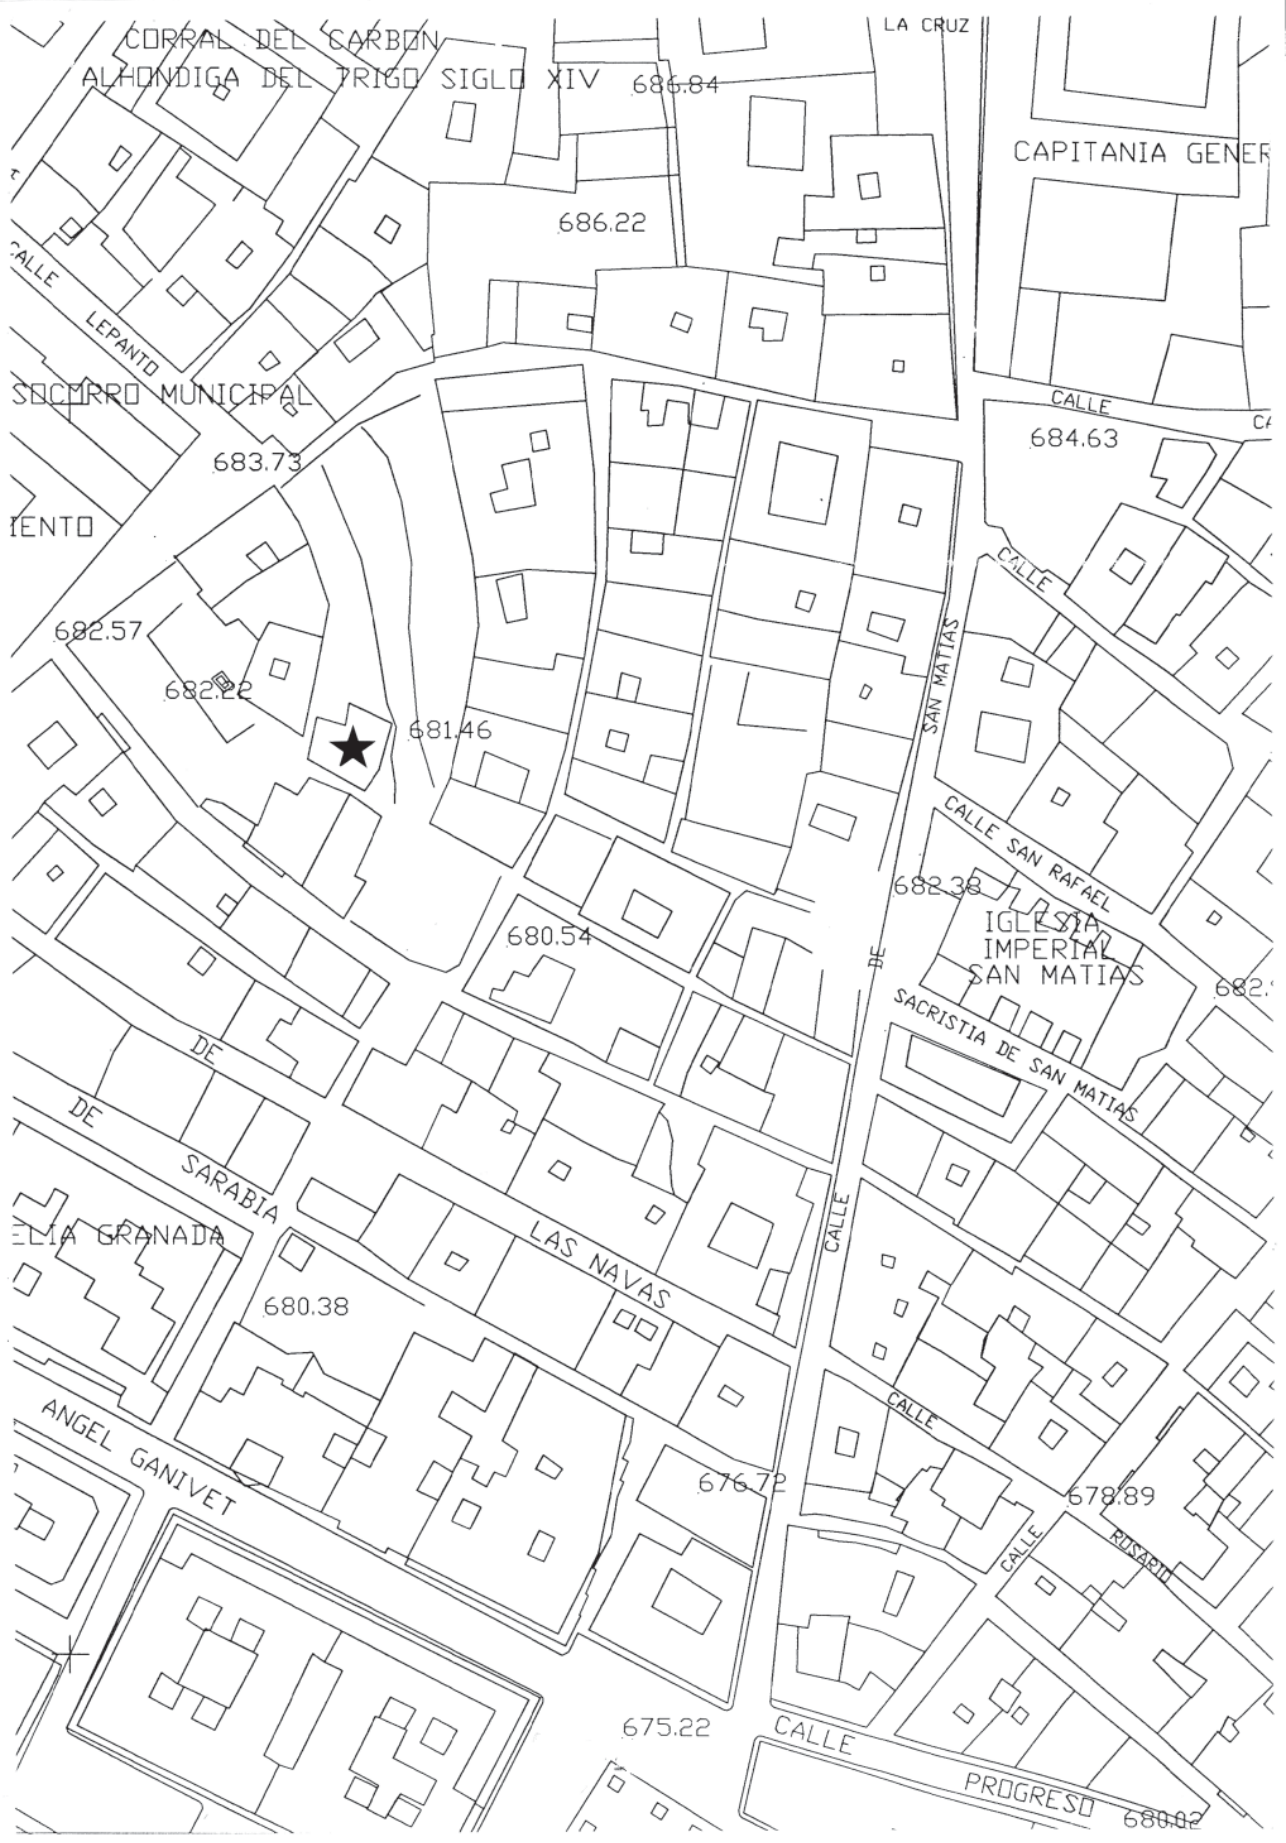 LA CRUZ
CORRAL DEL CARBON
ALHONDIGA DEL TRIGO SIGLO XIV
686.84
CAPITANIA GENER
686.22
CALLE
LEPANTO
SOCORRO MUNICIPAL
CALLE
684.63
683.73
IENTO
CALLE
682.57
682.22
681.46
SAN MATIAS
CALLE SAN RAFAEL
682.38
IGLESIA
IMPERIAL
SAN MATIAS
680.54
DE
682.
SACRISTIA DE SAN MATIAS
DE
DE
SARABIA
CALLE
ELIA GRANADA
LAS NAVAS
680.38
CALLE
ANGEL GANIVET
676.72
678.89
CALLE
ROSARIO
675.22
CALLE
PROGRESO
680.02